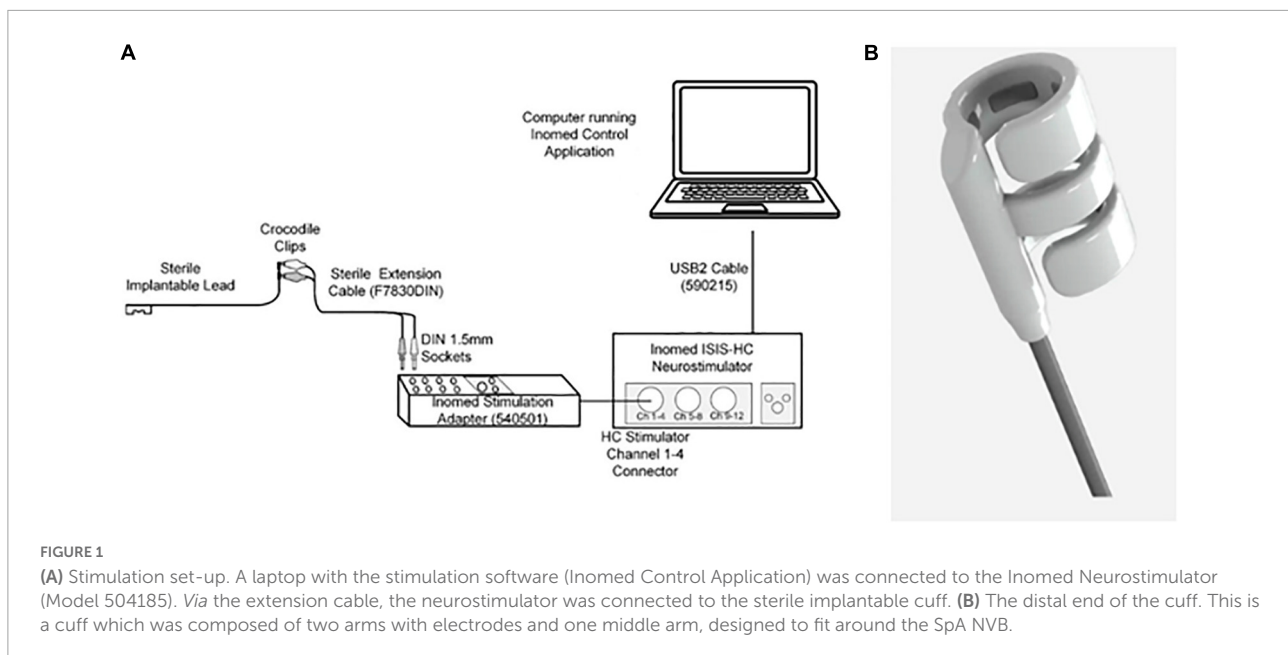 A
B
Computer running
Inomed Control
Application
Crocodile
Clips
Sterile
Implantable Lead
Sterile Extension
Cable (F7830DIN)
USB2 Cable
(590215)
DIN 1.5mm
Sockets
Inomed ISIS-HC
Neurostimulator
Inomed Stimulation
Adapter (540501)
Ch 1-4 Ch 5-8 Ch 9-12
HC Stimulator
Channel 1-4
Connector
FIGURE 1
(A) Stimulation set-up. A laptop with the stimulation software (Inomed Control Application) was connected to the Inomed Neurostimulator
(Model 504185). Via the extension cable, the neurostimulator was connected to the sterile implantable cuff. (B) The distal end of the cuff. This is
a cuff which was composed of two arms with electrodes and one middle arm, designed to fit around the SpA NVB.